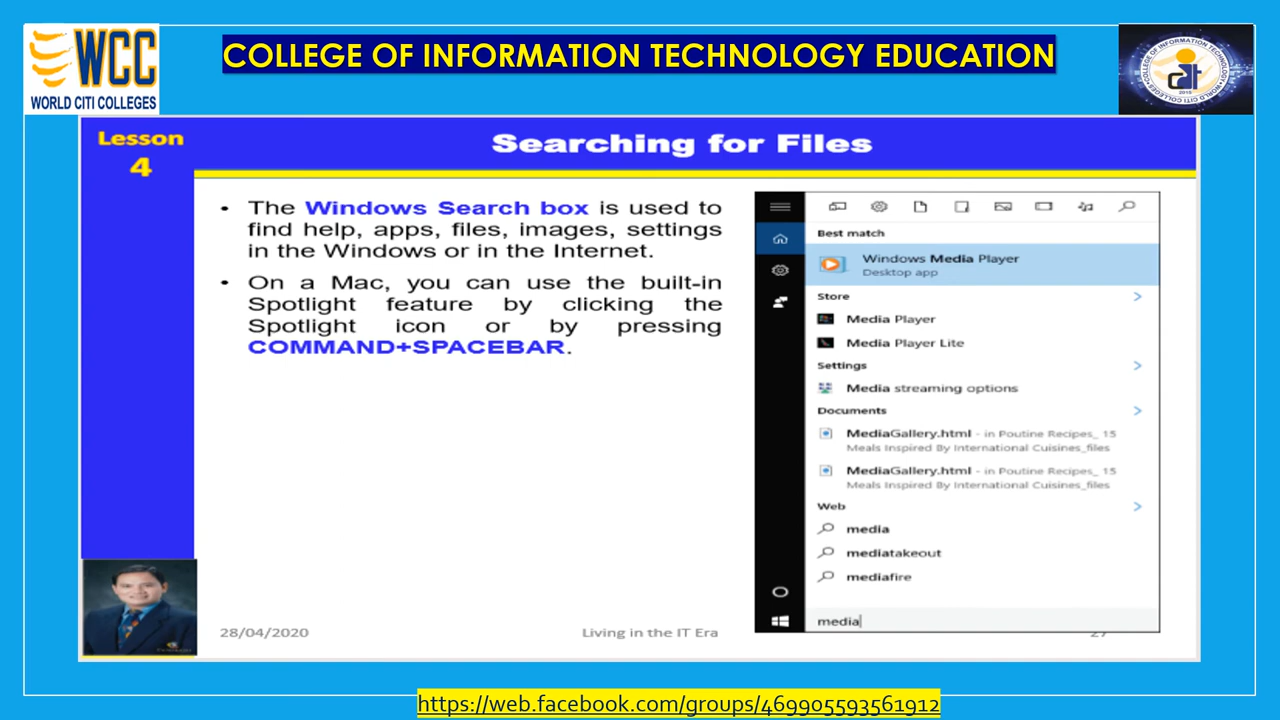 WCC
WORLD CITI COLLEGES
COLLEGE OF INFORMATION TECHNOLOGY EDUCATION
Lesson
4
Searching for Files
• The Windows Search box is used to
find help, apps, files, images, settings
in the Windows or in the Internet.
• On a Mac, you can use the built-in
Spotlight feature by clicking the
Spotlight icon or by pressing
COMMAND+SPACEBAR.
Best match
Windows Media Player
Desktop app
Store
Media Player
Media Player Lite
Settings
Media streaming options
Documents
MediaGallery.html - in Poutine Recipes_ 15
Meals Inspired By International Cuisines_files
MediaGallery.html - in Poutine Recipes_ 15
Meals Inspired By International Cuisines_files
Web
media
mediatakeout
mediafire
media
28/04/2020
Living in the IT Era
27
https://web.facebook.com/groups/469905593561912